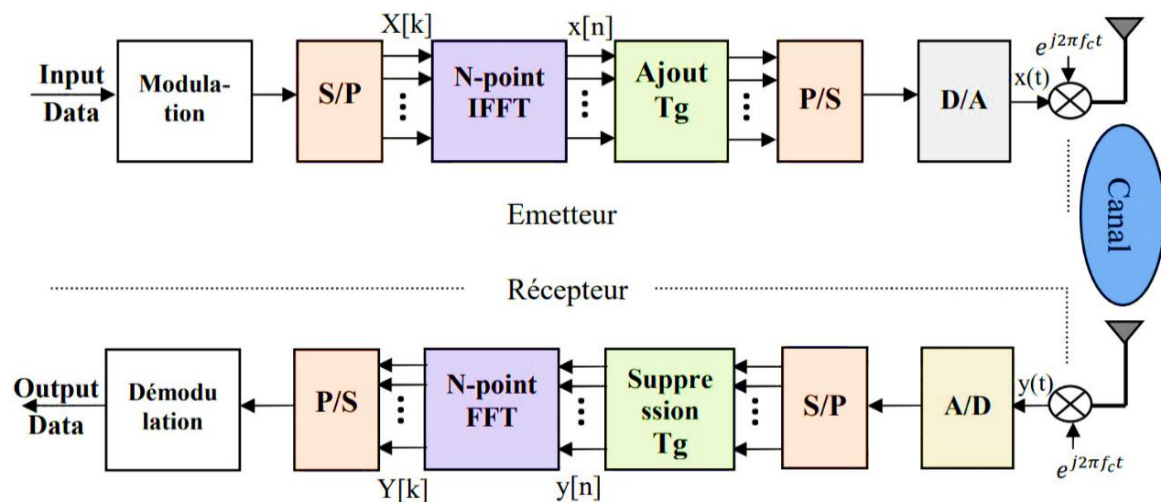 X[k]
x[n]
Input
Data
Modula-
tion
S/P
N-point
IFFT
Ajout
Tg
P/S
D/A
x(t)
e^{j2πf_ct}
Canal
Emetteur
Récepteur
Output
Data
Démodu
lation
P/S
N-point
FFT
Suppre
ssion
Tg
S/P
A/D
y(t)
e^{j2πf_ct}
Y[k]
y[n]